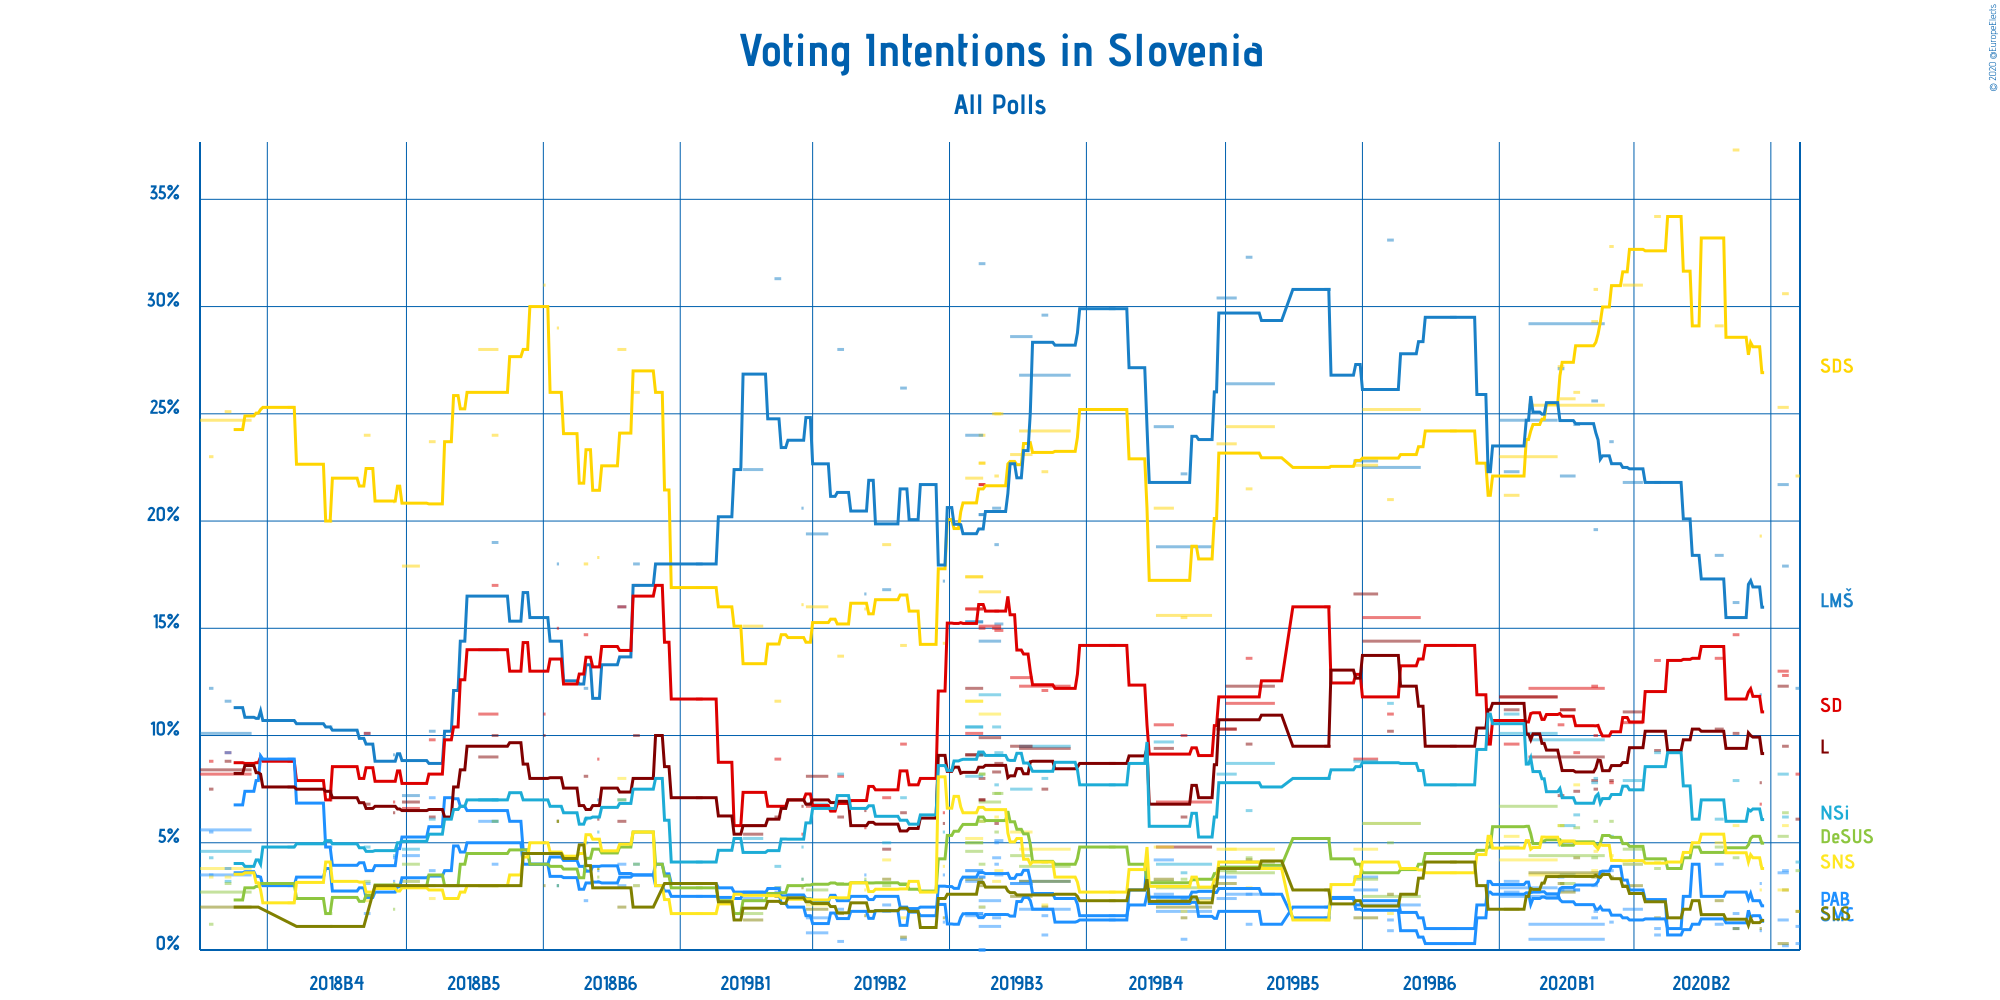 © 2020 @EuropeElects
Voting Intentions in Slovenia
All Polls
35%
30%
25%
20%
15%
10%
5%
0%
SDS
LMŠ
SD
L
NSi
DeSUS
SNS
PAB
2018B4 2018B5 2018B6 2019B1 2019B2 2019B3 2019B4 2019B5 2019B6 2020B1 2020B2